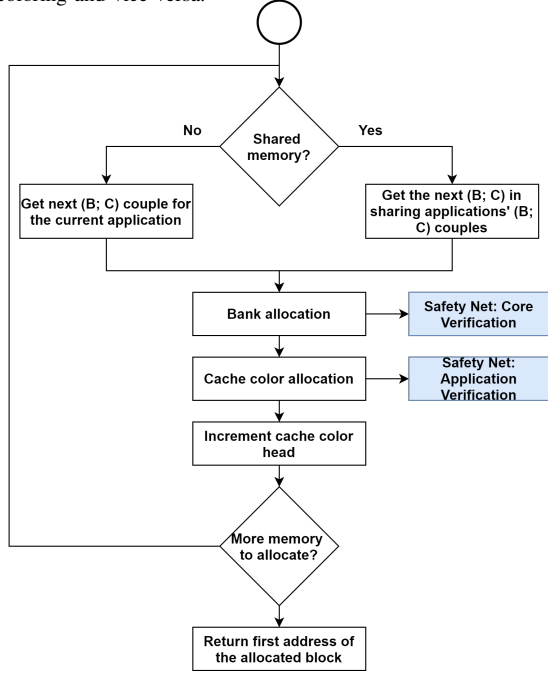 coloring and vice versa.
Shared
memory?
No
Yes
Get next (B; C) couple for
the current application
Get the next (B; C) in
sharing applications' (B;
C) couples
Bank allocation
Safety Net: Core
Verification
Cache color allocation
Safety Net:
Application
Verification
Increment cache color
head
More memory
to allocate?
Return first address of
the allocated block